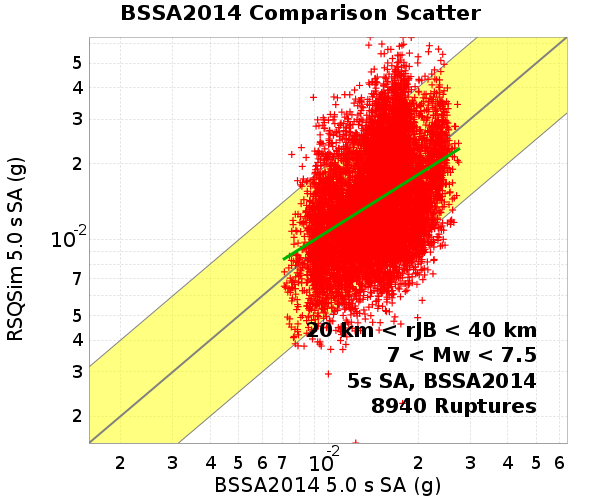 BSSA2014 Comparison Scatter
RSQSim 5.0 s SA (g)
5
4
3
2
10-2
7
5
4
3
2
20 km < rJB < 40 km
7 < Mw < 7.5
5s SA, BSSA2014
8940 Ruptures
2 3 4 5 6 7 10-2 2 3 4 5 6
BSSA2014 5.0 s SA (g)